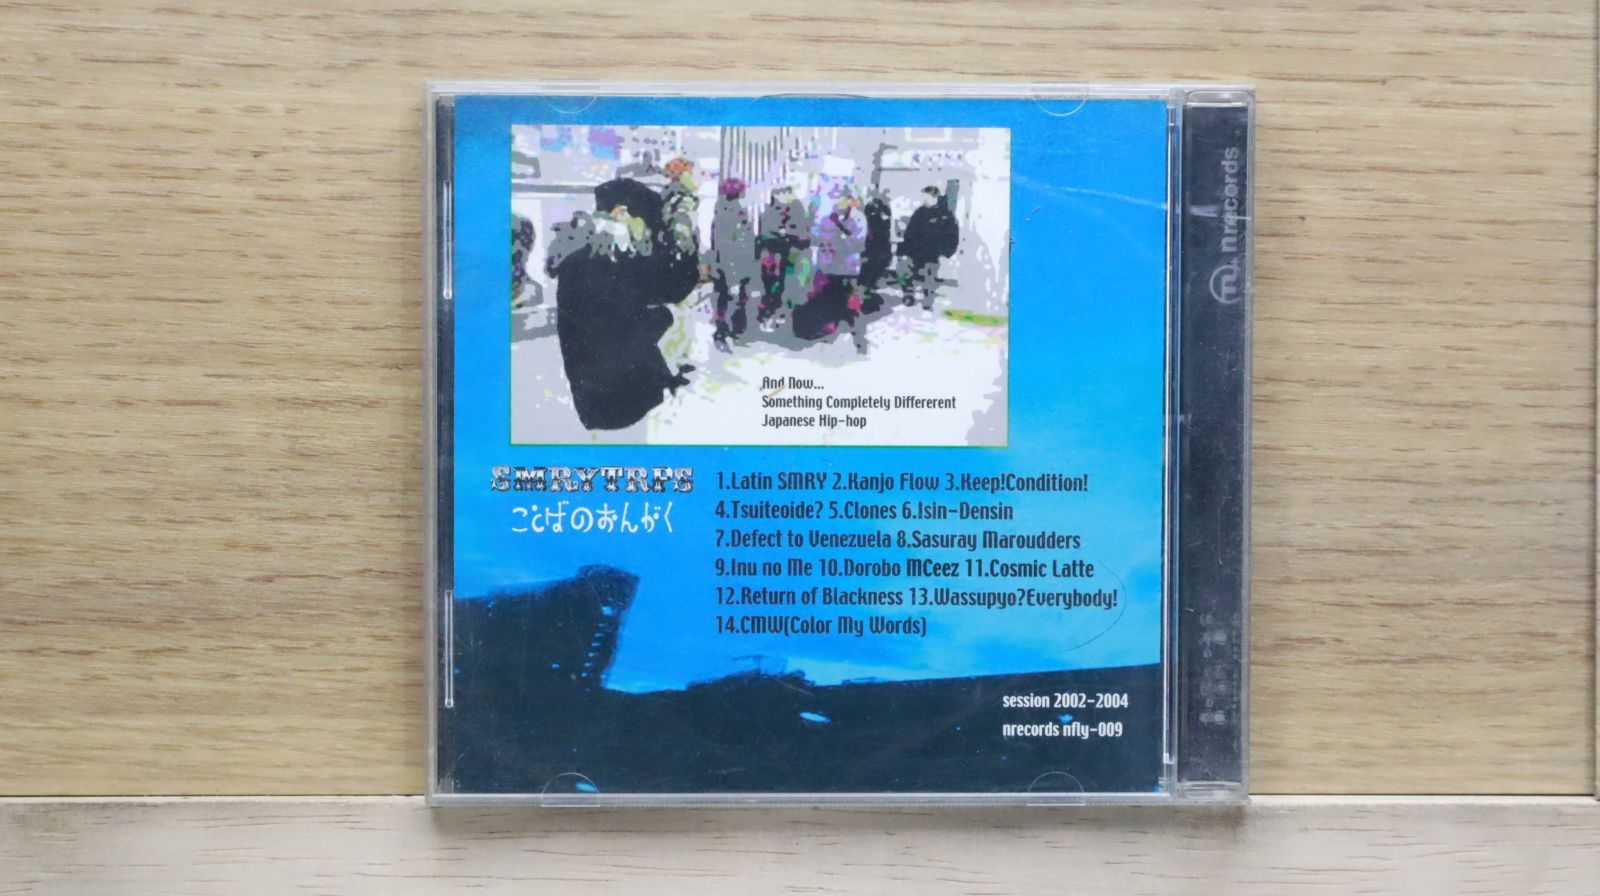 And Now...
Something Completely Differerent
Japanese Hip-hop
SMRYTRPS
ことばのおんがく
1.Latin SMRY 2.Kanjo Flow 3.Keep!Condition!
4.Tsuiteoide? 5.Clones 6.Isin-Densin
7.Defect to Venezuela 8.Sasuray Maroudders
9.Inu no Me 10.Dorobo MCeez 11.Cosmic Latte
12.Return of Blackness 13.Wassupyo?Everybody!
14.CMW(Color My Words)
session 2002-2004
nrecords nfly-009
nrecords